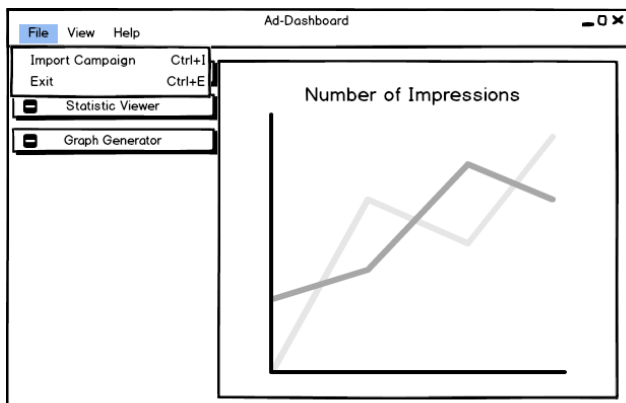 Ad-Dashboard
File View Help
Import Campaign Ctrl+I
Exit Ctrl+E
Statistic Viewer
Graph Generator
Number of Impressions